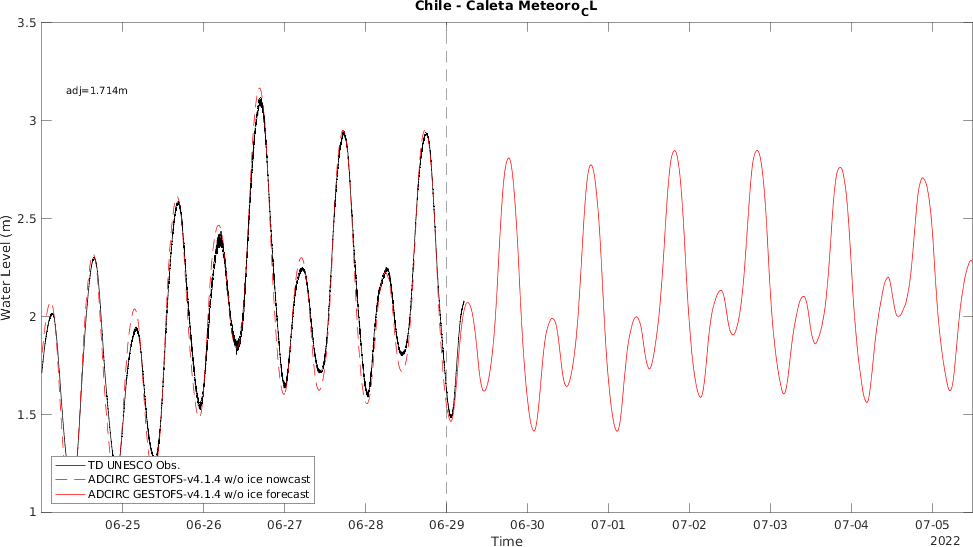 Chile - Caleta Meteoro_CL
3.5
adj=1.714m
3
2.5
Water Level (m)
2
1.5
TD UNESCO Obs.
ADCIRC GESTOFS-v4.1.4 w/o ice nowcast
ADCIRC GESTOFS-v4.1.4 w/o ice forecast
1
06-25 06-26 06-27 06-28 06-29 06-30 07-01 07-02 07-03 07-04 07-05
Time
2022